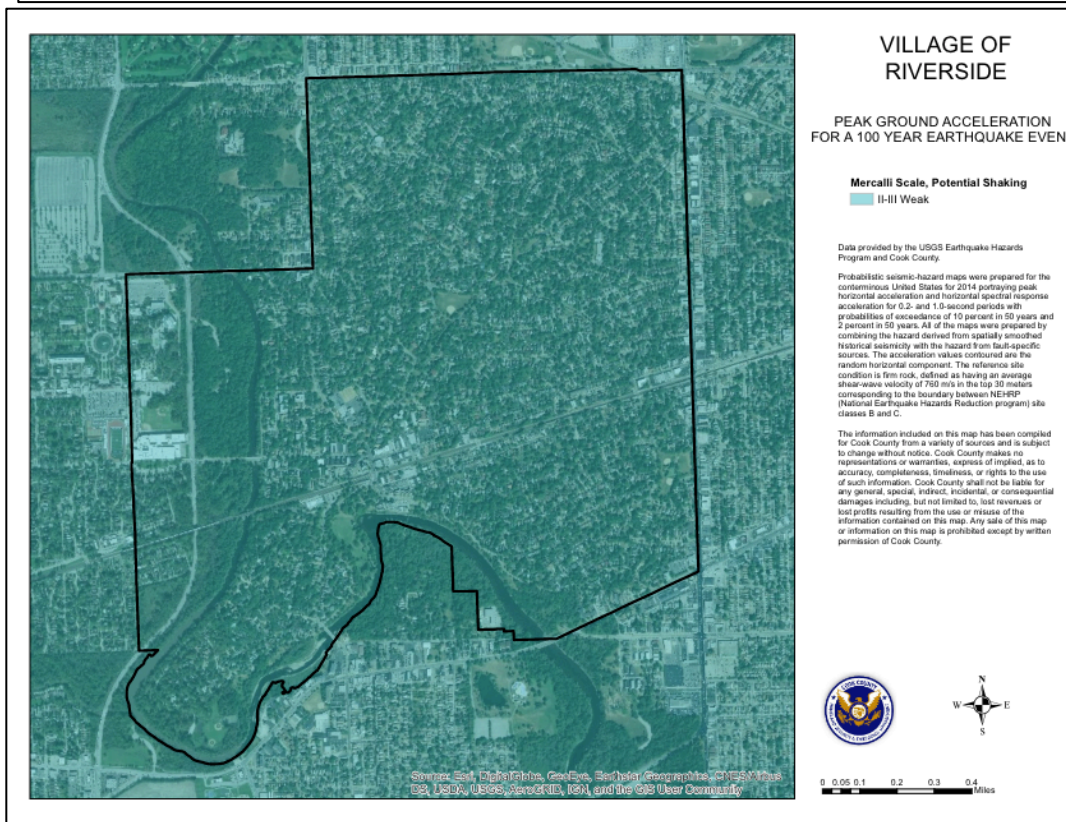 VILLAGE OF
RIVERSIDE
PEAK GROUND ACCELERATION
FOR A 100 YEAR EARTHQUAKE EVEN
Mercalli Scale, Potential Shaking
II-III Weak
Data provided by the USGS Earthquake Hazards
Program and Cook County.
Probabilistic seismic-hazard maps were prepared for the
conterminous United States for 2014 portraying peak
horizontal acceleration and horizontal spectral response
acceleration for 0.2- and 1.0-second periods with
probabilities of exceedance of 10 percent in 50 years and
2 percent in 50 years. All of the maps were prepared by
combining the hazard derived from spatially smoothed
historical seismicity with the hazard from fault-specific
sources. The acceleration values contoured are the
random horizontal component. The reference site
condition is firm rock, defined as having an average
shear-wave velocity of 760 m/s in the top 30 meters
corresponding to the boundary between NEHRP
(National Earthquake Hazards Reduction program) site
classes B and C.
The information included on this map has been compiled
for Cook County from a variety of sources and is subject
to change without notice. Cook County makes no
representations or warranties, express of implied, as to
accuracy, completeness, timeliness, or rights to the use
of such information. Cook County shall not be liable for
any general, special, indirect, incidental, or consequential
damages including, but not limited to, lost revenues or
lost profits resulting from the use or misuse of the
information contained on this map. Any sale of this map
or information on this map is prohibited except by written
permission of Cook County.
COOK COUNTY
N
W E
S
0 0.05 0.1 0.2 0.3 0.4
Miles
Source: Esri, DigitalGlobe, GeoEye, Earthstar Geographics, CNES/Airbus
DS, USDA, USGS, AeroGRID, IGN, and the GIS User Community